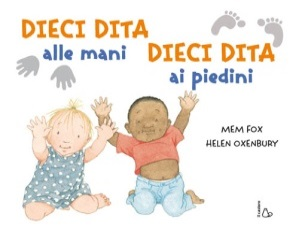 DIECI DITA
alle mani
DIECI DITA
ai piedini
MEM FOX
HELEN OXENBURY